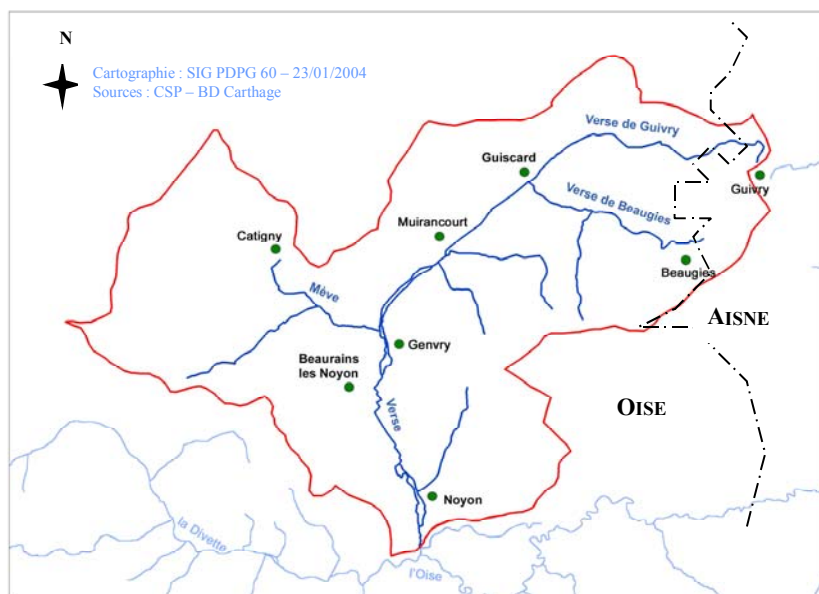 N
Cartographie : SIG PDPG 60 – 23/01/2004
Sources : CSP – BD Carthage
Verse de Guivry
Guiscard
Guivry
Verse de Beaugies
Muirancourt
Catigny
Beaugies
Mève
AISNE
Genvry
Beaurains
les Noyon
OISE
Verse
Noyon
la Divette
l'Oise